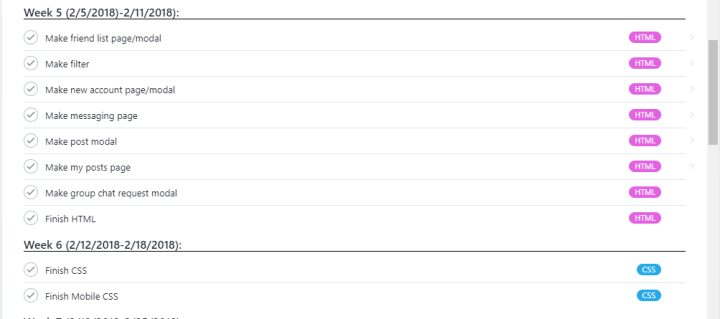 Week 5 (2/5/2018)-2/11/2018):
Make friend list page/modal HTML
Make filter HTML
Make new account page/modal HTML
Make messaging page HTML
Make post modal HTML
Make my posts page HTML
Make group chat request modal HTML
Finish HTML HTML
Week 6 (2/12/2018-2/18/2018):
Finish CSS CSS
Finish Mobile CSS CSS